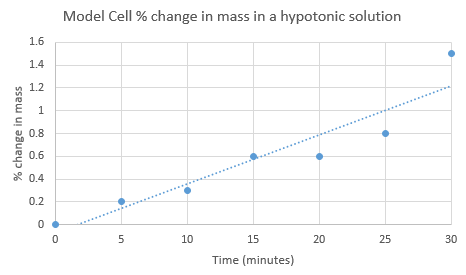 Model Cell % change in mass in a hypotonic solution
1.6
1.4
1.2
1
0.8
0.6
0.4
0.2
0
% change in mass
0 5 10 15 20 25 30
Time (minutes)